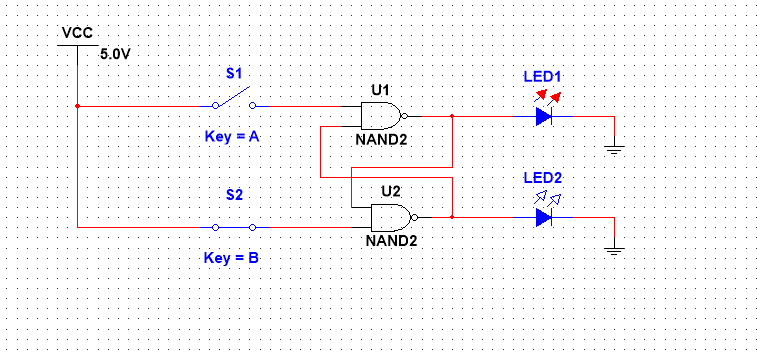 VCC
5.0V
S1
Key = A
U1
NAND2
LED1
S2
Key = B
U2
NAND2
LED2